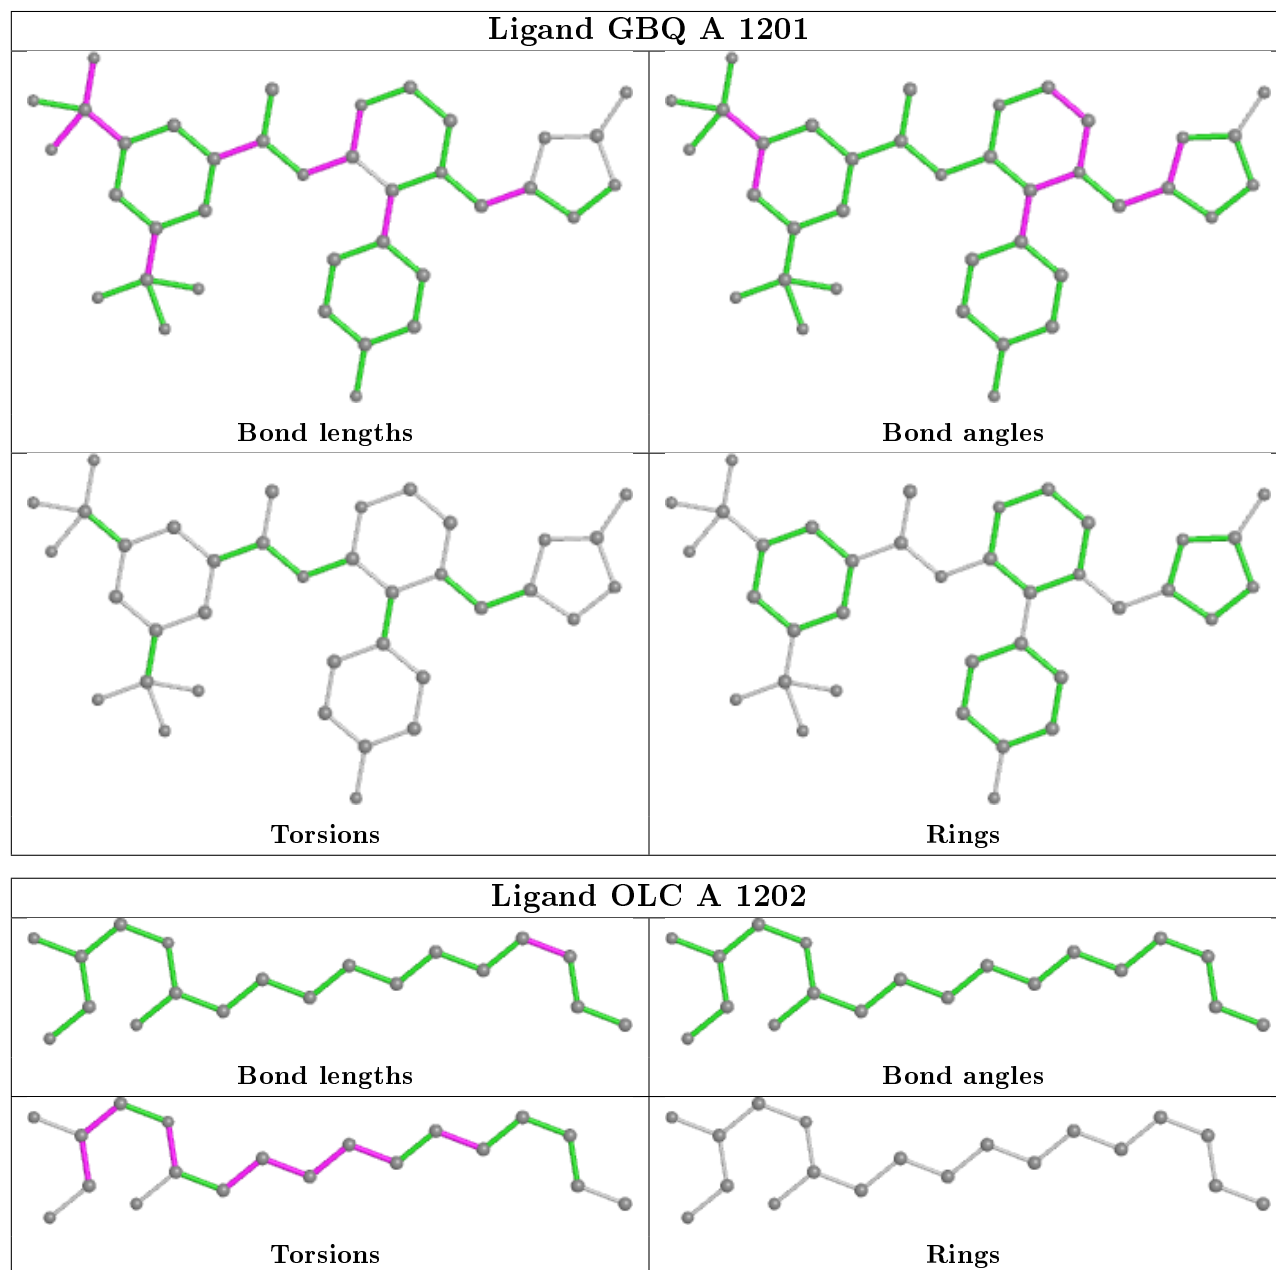 Ligand GBQ A 1201
Bond lengths
Bond angles
Torsions
Rings
Ligand OLC A 1202
Bond lengths
Bond angles
Torsions
Rings